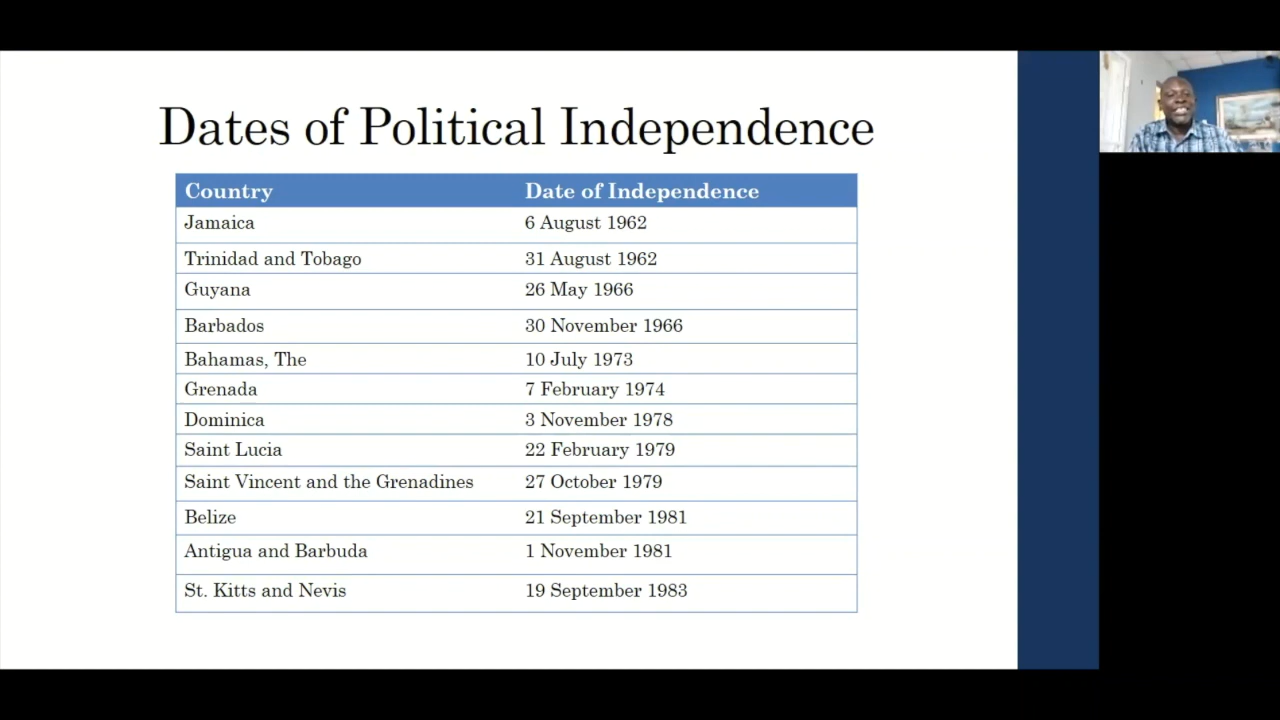 Dates of Political Independence
Country Date of Independence
Jamaica 6 August 1962
Trinidad and Tobago 31 August 1962
Guyana 26 May 1966
Barbados 30 November 1966
Bahamas, The 10 July 1973
Grenada 7 February 1974
Dominica 3 November 1978
Saint Lucia 22 February 1979
Saint Vincent and the Grenadines 27 October 1979
Belize 21 September 1981
Antigua and Barbuda 1 November 1981
St. Kitts and Nevis 19 September 1983